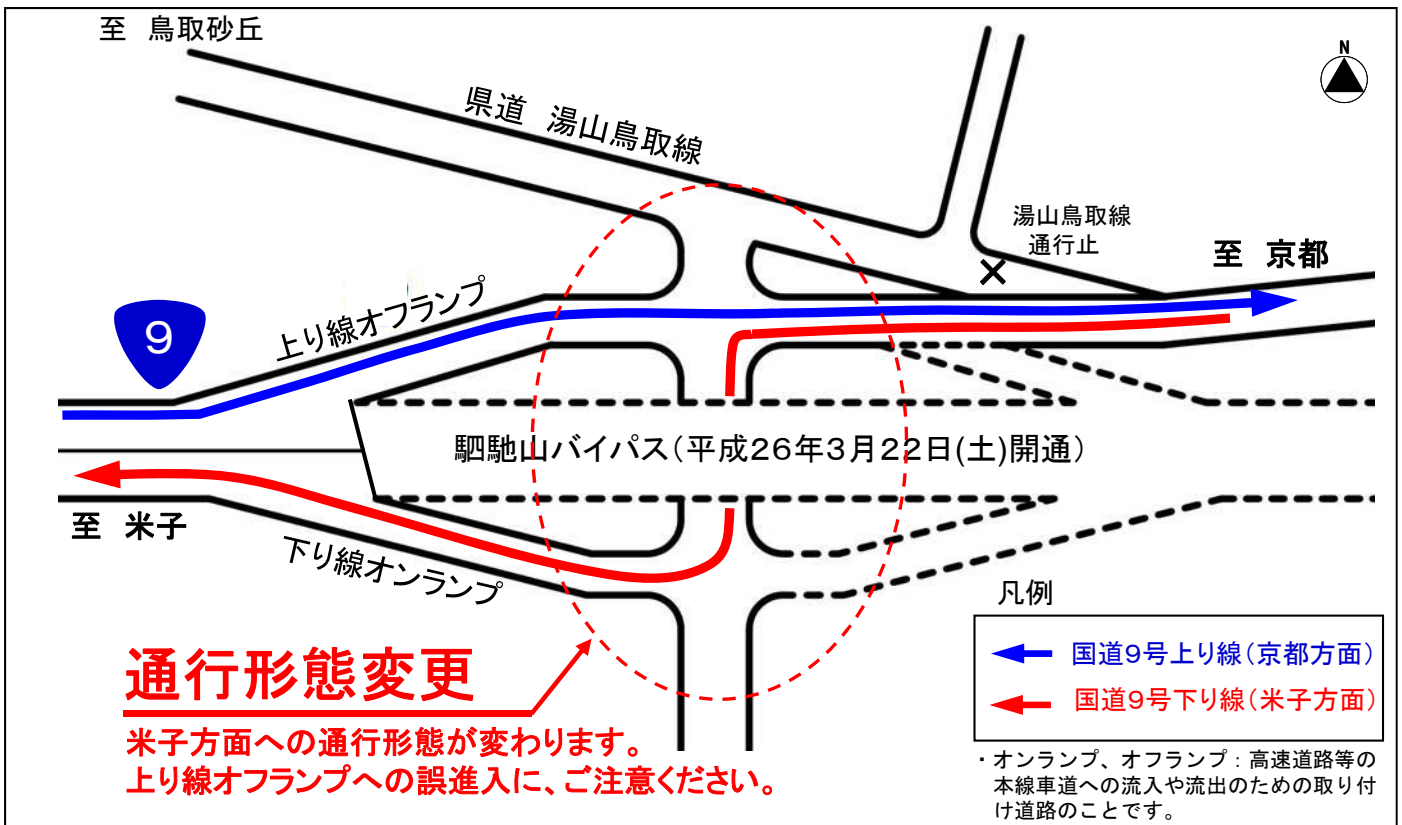 至　鳥取砂丘
N
県道　湯山鳥取線
湯山鳥取線
通行止
至　京都
上り線オフランプ
9
駟馳山バイパス（平成26年3月22日(土)開通）
至　米子
下り線オンランプ
凡例
国道9号上り線（京都方面）
国道9号下り線（米子方面）
通行形態変更
米子方面への通行形態が変わります。
上り線オフランプへの誤進入に、ご注意ください。
・オンランプ、オフランプ：高速道路等の
本線車道への流入や流出のための取り付
け道路のことです。